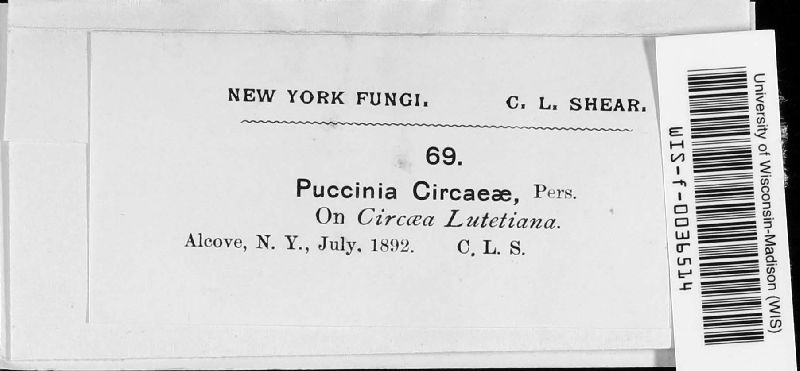 NEW YORK FUNGI. C. L. SHEAR.
69.
Puccinia Circaeæ, Pers.
On Circæa Lutetiana.
Alcove, N. Y., July. 1892. C. L. S.
WIS-f-0036514
University of Wisconsin-Madison (WIS)